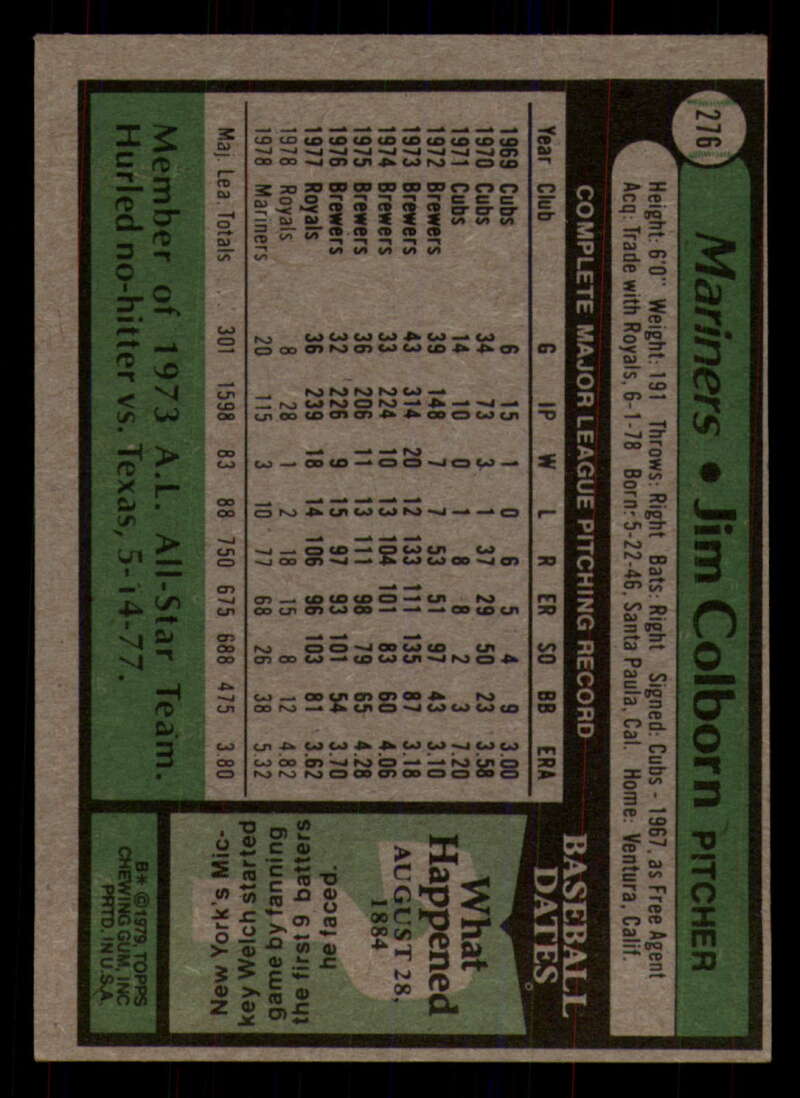 276
Mariners • Jim Colborn PITCHER
Height: 6'0" Weight: 191 Throws: Right Bats: Right Signed: Cubs - 1967, as Free Agent
Acq: Trade with Royals, 6-1-78 Born: 5-22-46, Santa Paula, Cal. Home: Ventura, Calif.
COMPLETE MAJOR LEAGUE PITCHING RECORD
Year Club G IP W L R ER SO BB ERA
1969 Cubs 6 15 1 0 6 5 4 9 3.00
1970 Cubs 34 73 3 1 37 29 50 23 3.58
1971 Cubs 14 10 0 1 8 8 2 3 7.20
1972 Brewers 39 148 7 7 53 51 97 43 3.10
1973 Brewers 43 314 20 12 133 111 135 87 3.18
1974 Brewers 33 224 10 13 104 101 83 60 4.06
1975 Brewers 36 206 11 13 111 98 79 65 4.28
1976 Brewers 32 226 9 15 97 93 101 54 3.70
1977 Royals 36 239 18 14 106 96 103 81 3.62
1978 Royals 8 28 1 2 18 15 8 12 4.82
1978 Mariners 20 115 3 10 77 68 26 38 5.32
Maj. Lea. Totals 301 1598 83 88 750 675 688 475 3.80
Member of 1973 A.L. All-Star Team.
Hurled no-hitter vs. Texas, 5-14-77.
BASEBALL
DATES
What
Happened
AUGUST 28,
1884
New York's Mic-
key Welch started
game by fanning
the first 9 batters
he faced.
B* ©1979, TOPPS
CHEWING GUM, INC
PRTD. IN U.S.A.